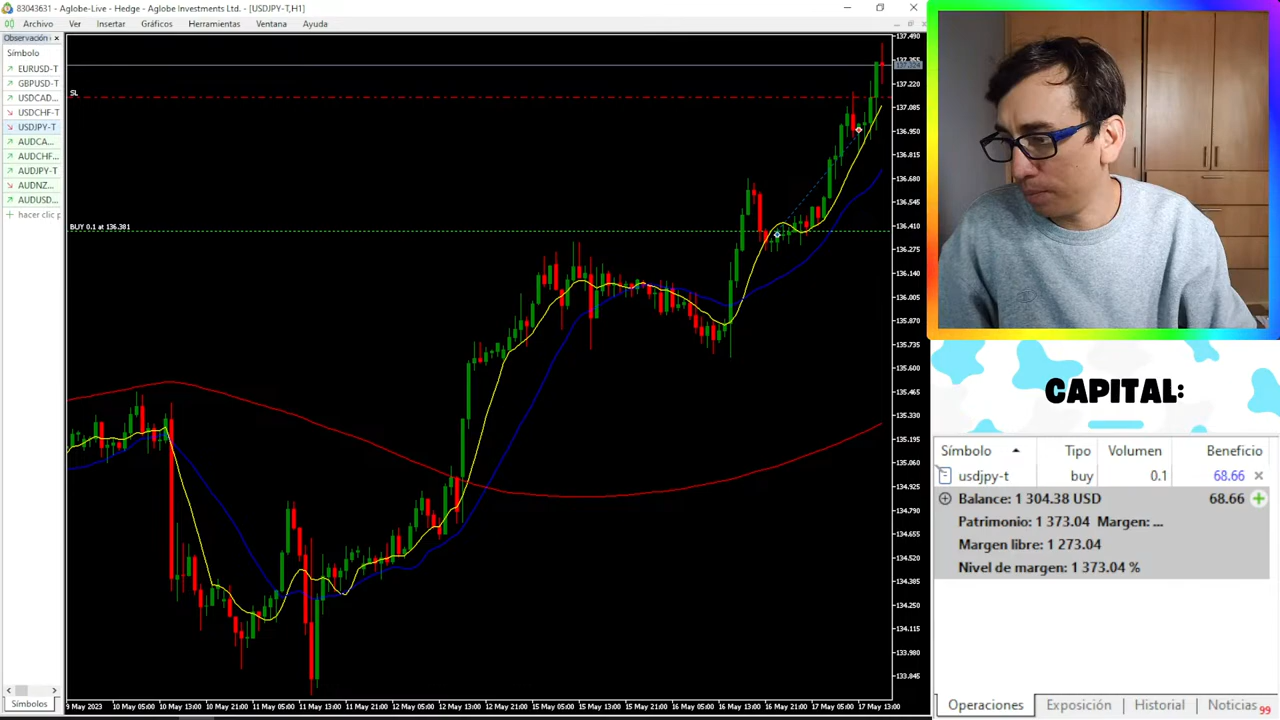 83043631 - Aglobe-Live - Hedge - Aglobe Investments Ltd. - [USDJPY-T,H1]
Archivo Ver Insertar Gráficos Herramientas Ventana Ayuda
Observación
Símbolo
EURUSD-T
GBPUSD-T
USDCAD...
USDCHF-T
USDJPY-T
AUDCA...
AUDCHF...
AUDJPY-T
AUDNZ...
AUDUSD...
hacer clic p
Símbolos
SL
BUY 0.1 at 136.381
137.490
137.355
137.220
137.085
136.950
136.815
136.680
136.545
136.410
136.275
136.140
136.005
135.870
135.735
135.600
135.465
135.330
135.195
135.060
134.925
134.790
134.655
134.520
134.385
134.250
134.115
133.980
133.845
9 May 2023 10 May 05:00 10 May 13:00 10 May 21:00 11 May 05:00 11 May 13:00 11 May 21:00 12 May 05:00 12 May 13:00 12 May 21:00 15 May 05:00 15 May 13:00 15 May 21:00 16 May 05:00 16 May 13:00 16 May 21:00 17 May 05:00 17 May 13:00
CAPITAL:
Símbolo Tipo Volumen Beneficio
usdjpy-t buy 0.1 68.66
Balance: 1 304.38 USD 68.66
Patrimonio: 1 373.04 Margen: ...
Margen libre: 1 273.04
Nivel de margen: 1 373.04 %
Operaciones Exposición Historial Noticias 99